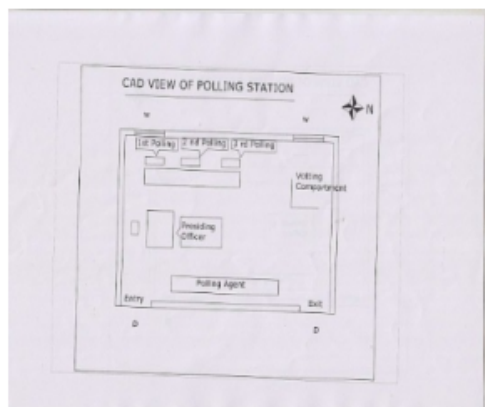 CAD VIEW OF POLLING STATION
N
W
W
1st Polling
2 nd Polling
3 rd Polling
Voting
Compartment
Presiding
Officer
Polling Agent
Entry
Exit
D
D